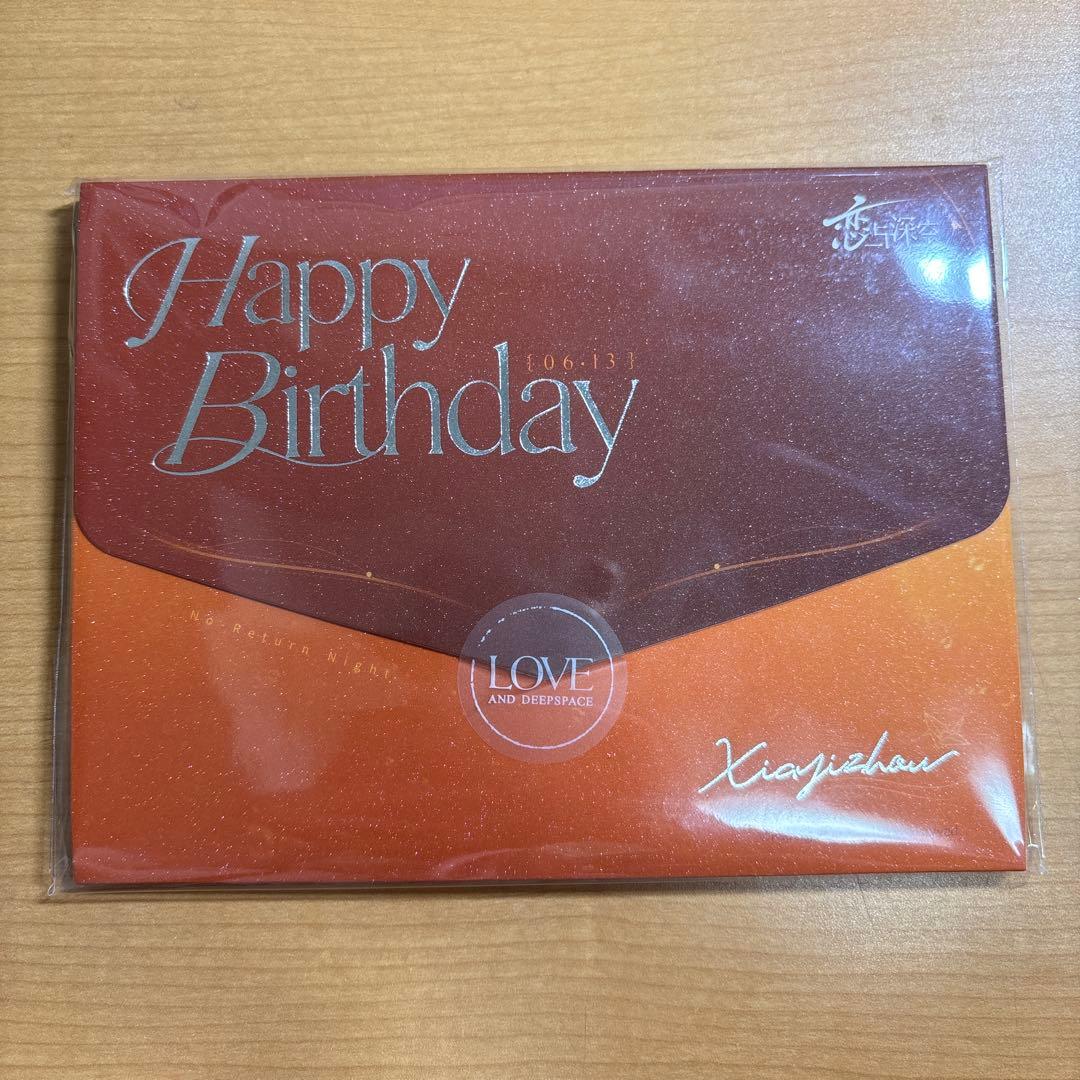 恋与深空
Happy
Birthday
{06.13}
No Return Night
LOVE
AND DEEPSPACE
Xiayizhou